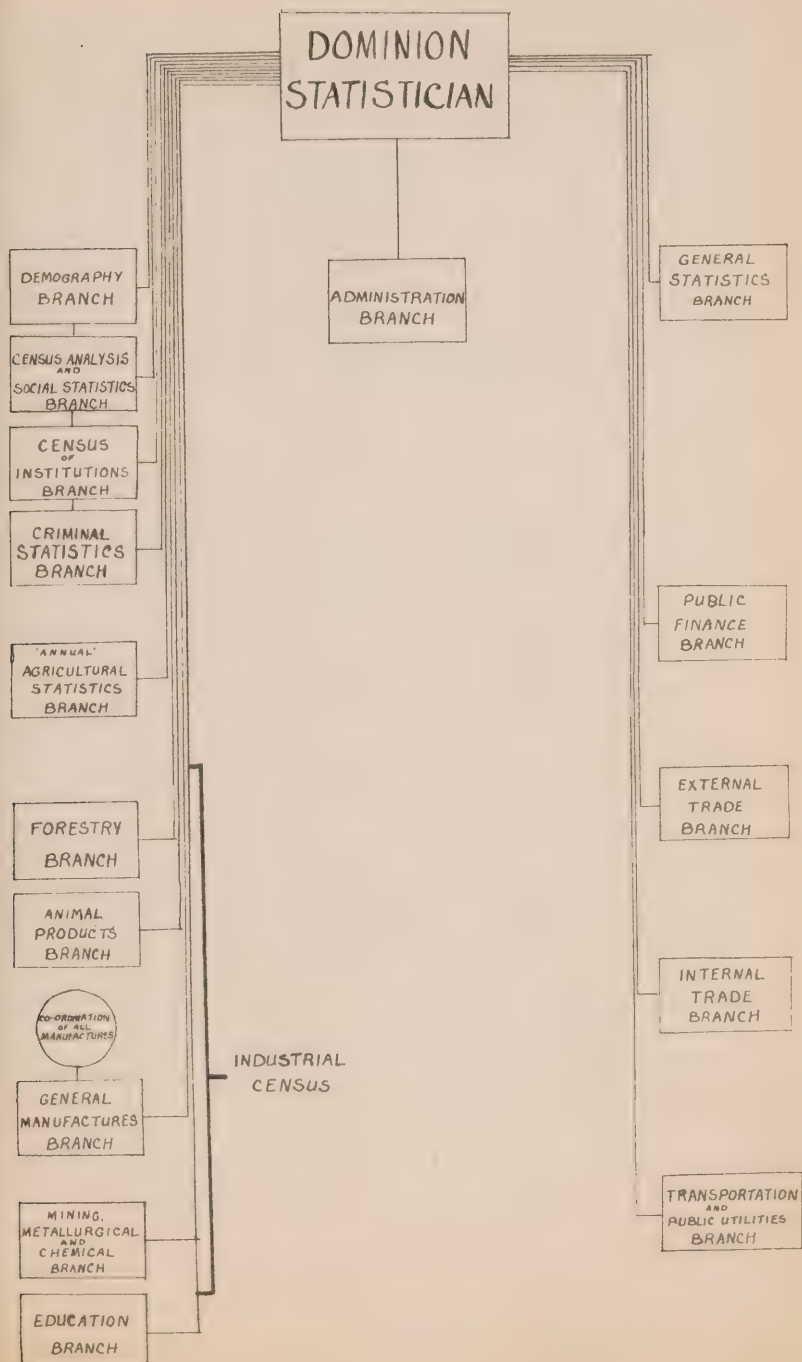 DOMINION
STATISTICIAN
ADMINISTRATION
BRANCH
DEMOGRAPHY
BRANCH
CENSUS ANALYSIS
AND
SOCIAL STATISTICS
BRANCH
CENSUS
OF
INSTITUTIONS
BRANCH
CRIMINAL
STATISTICS
BRANCH
'ANNUAL'
AGRICULTURAL
STATISTICS
BRANCH
FORESTRY
BRANCH
ANIMAL
PRODUCTS
BRANCH
CO-ORDINATION
OF ALL
MANUFACTURES
GENERAL
MANUFACTURES
BRANCH
MINING,
METALLURGICAL
AND
CHEMICAL
BRANCH
EDUCATION
BRANCH
INDUSTRIAL
CENSUS
GENERAL
STATISTICS
BRANCH
PUBLIC
FINANCE
BRANCH
EXTERNAL
TRADE
BRANCH
INTERNAL
TRADE
BRANCH
TRANSPORTATION
AND
PUBLIC UTILITIES
BRANCH